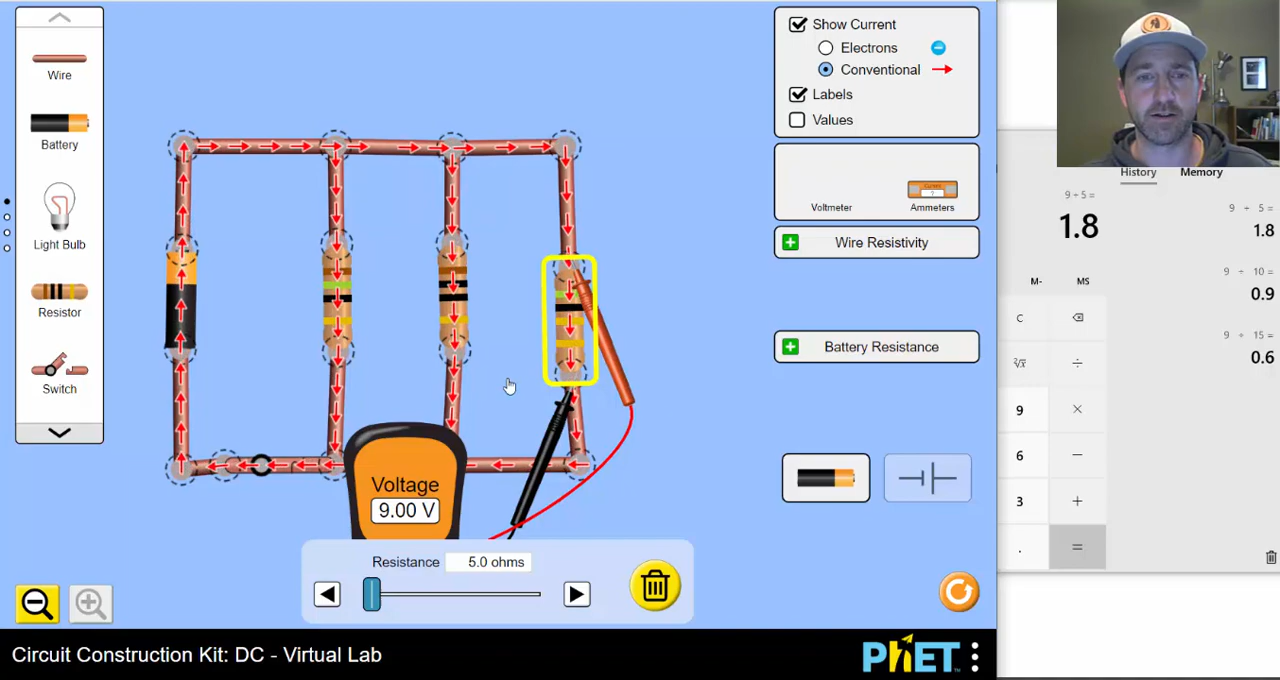 Wire
Battery
Light Bulb
Resistor
Switch
Show Current
Electrons
Conventional
Labels
Values
Voltmeter
Current
?
Ammeters
Wire Resistivity
Battery Resistance
Voltage
9.00 V
Resistance 5.0 ohms
Circuit Construction Kit: DC - Virtual Lab
PhET
History Memory
9 ÷ 5 =
1.8
9 ÷ 5 =
1.8
9 ÷ 10 =
0.9
9 ÷ 15 =
0.6
M- MS
C
²√x ÷
9 ×
6 −
3 +
. =